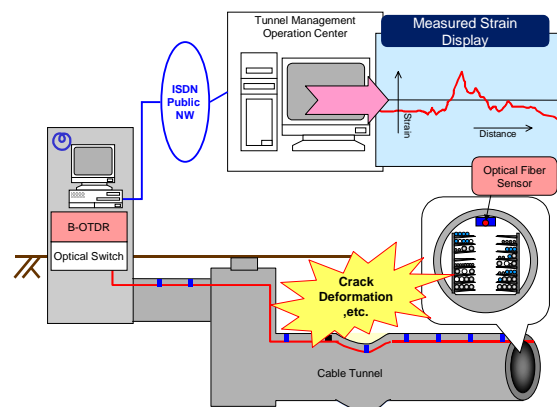 Tunnel Management
Operation Center
Measured Strain
Display
ISDN
Public
NW
Strain
Distance
Optical Fiber
Sensor
B-OTDR
Optical Switch
Crack
Deformation
,etc.
Cable Tunnel